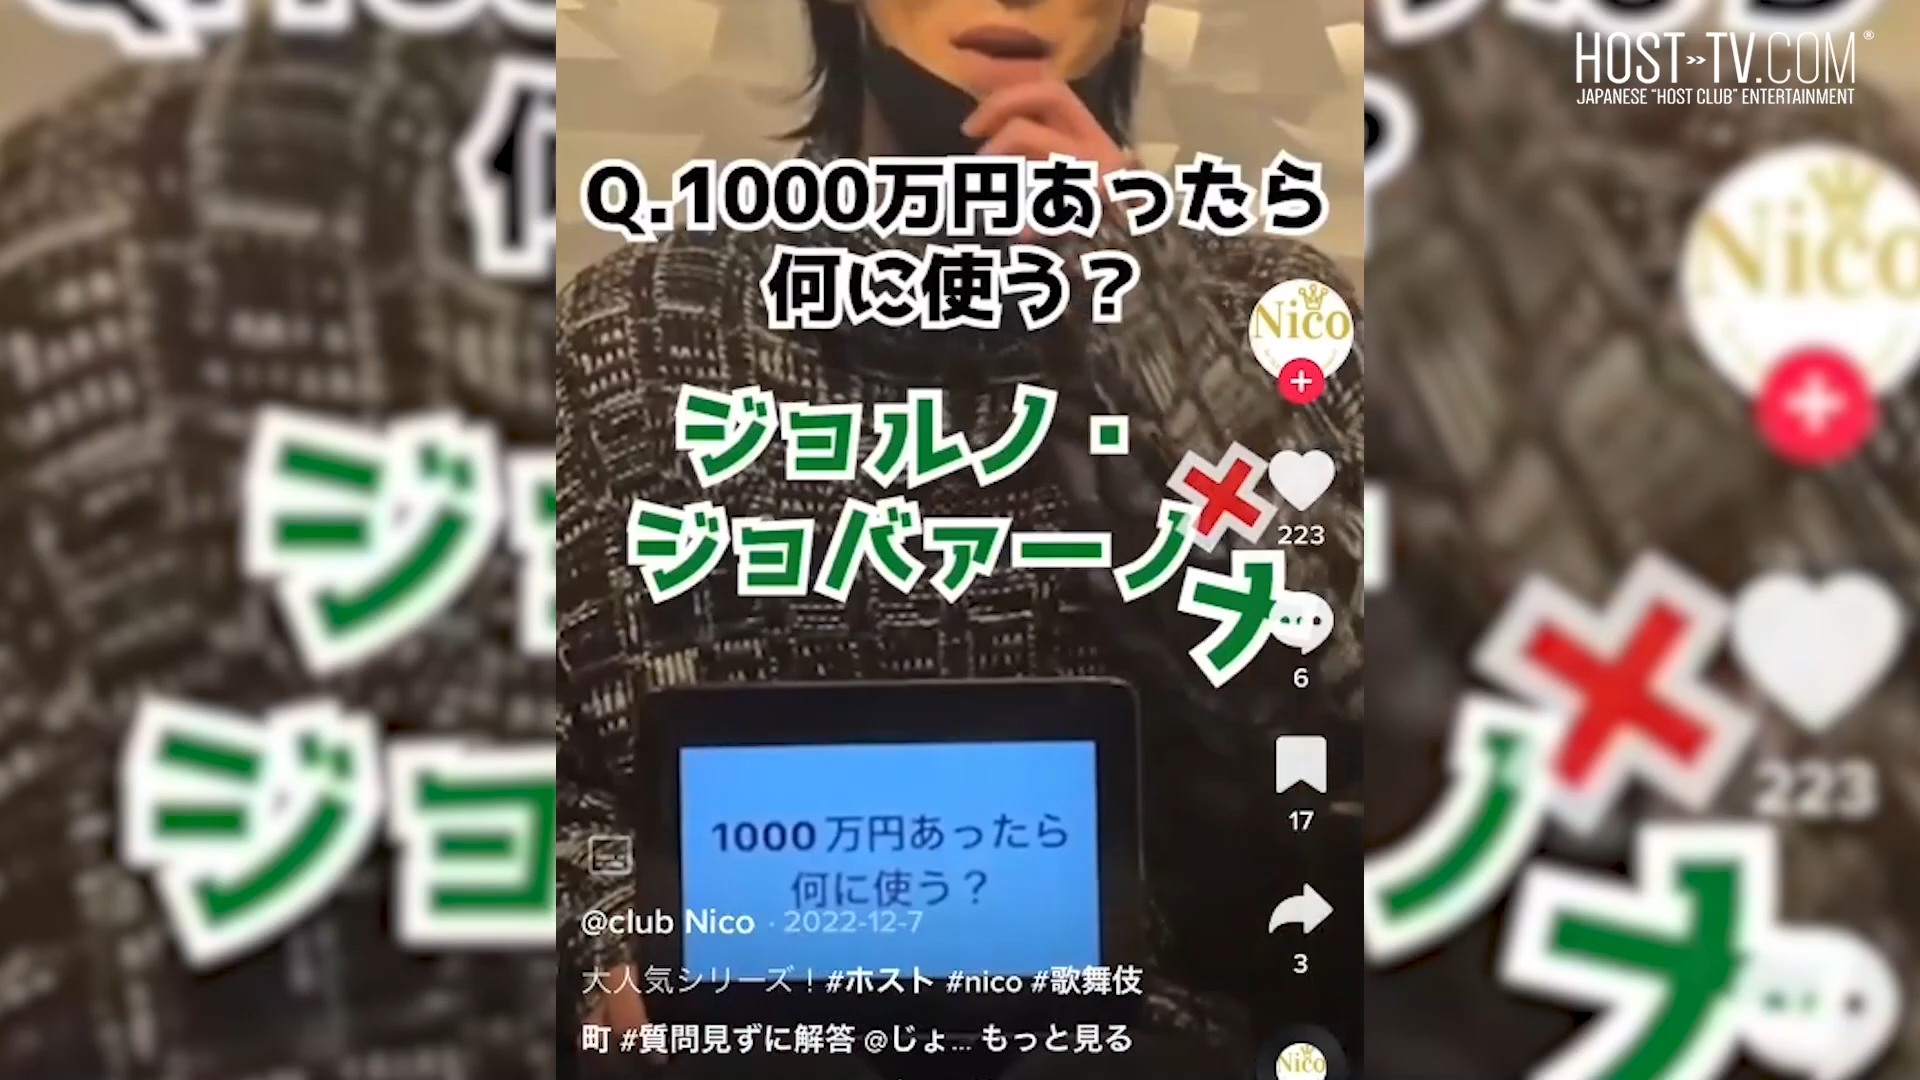 HOST-TV.COM®
JAPANESE "HOST CLUB" ENTERTAINMENT
Q.1000万円あったら
何に使う？
Nico
ジョルノ・
ジョバァーノ
ナ
223
6
17
3
1000万円あったら
何に使う？
@club Nico · 2022-12-7
大人気シリーズ！#ホスト #nico #歌舞伎
町 #質問見ずに解答 @じょ... もっと見る
Nico